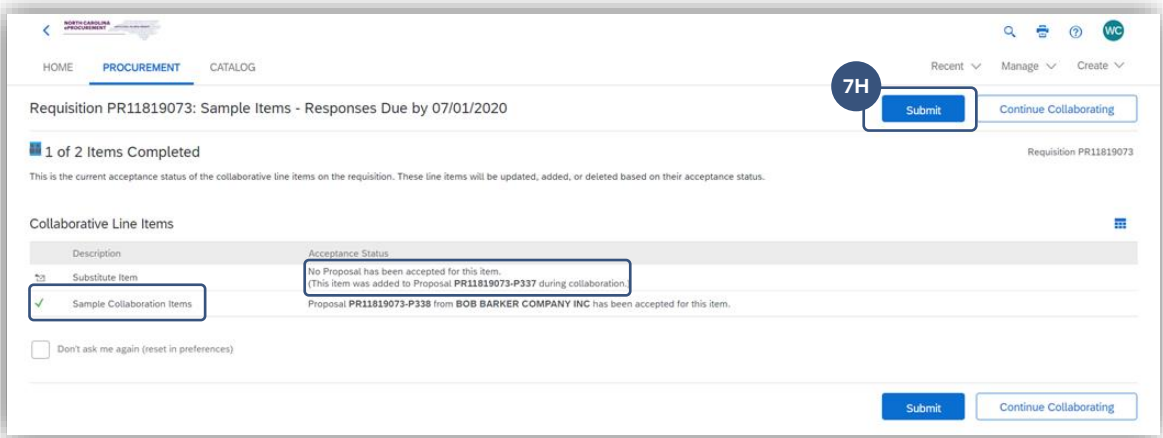 NORTH CAROLINA
ePROCUREMENT
WC
HOME PROCUREMENT CATALOG
Recent Manage Create
7H
Requisition PR11819073: Sample Items - Responses Due by 07/01/2020
Submit Continue Collaborating
1 of 2 Items Completed
Requisition PR11819073
This is the current acceptance status of the collaborative line items on the requisition. These line items will be updated, added, or deleted based on their acceptance status.
Collaborative Line Items
Description Acceptance Status
Substitute Item
No Proposal has been accepted for this item.
(This item was added to Proposal PR11819073-P337 during collaboration.)
Sample Collaboration Items
Proposal PR11819073-P338 from BOB BARKER COMPANY INC has been accepted for this item.
Don't ask me again (reset in preferences)
Submit Continue Collaborating